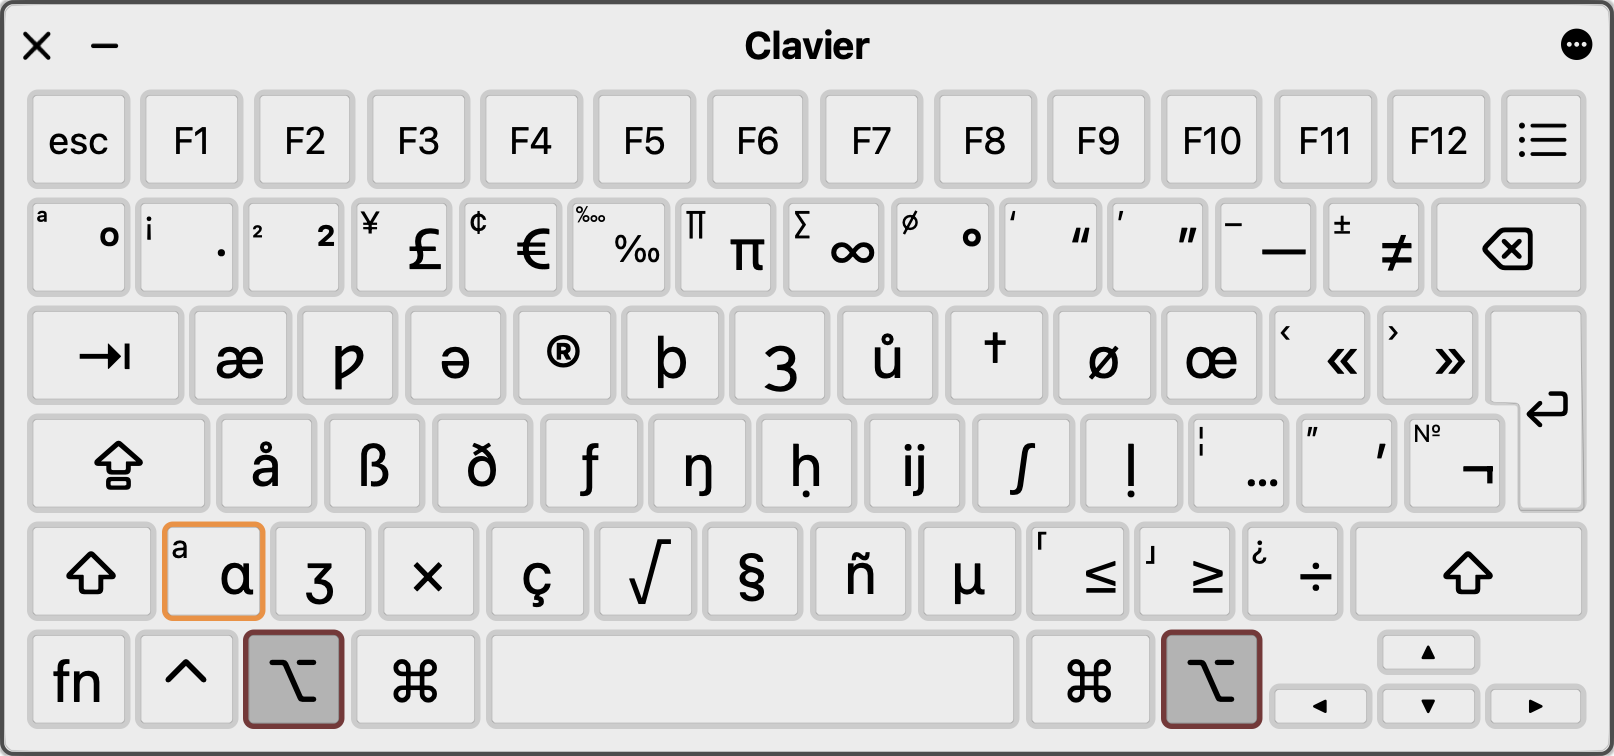 Clavier
esc F1 F2 F3 F4 F5 F6 F7 F8 F9 F10 F11 F12
ª º ¡ · ² ² ¥ £ ¢ € ‱ ‰ ∏ π ∑ ∞ ∅ ° ‘ “ ’ ” – — ± ≠
æ ƿ ə ® þ ȝ ů † ø œ ‹ « › »
å ß ð ƒ ŋ ḥ ij ʃ ḷ ¦ … ″ ′ № ¬
a ɑ ʒ × ç √ § ñ µ ⸢ ≤ ⸥ ≥ ¿ ÷
fn ^ ⌥ ⌘ ⌘ ⌥